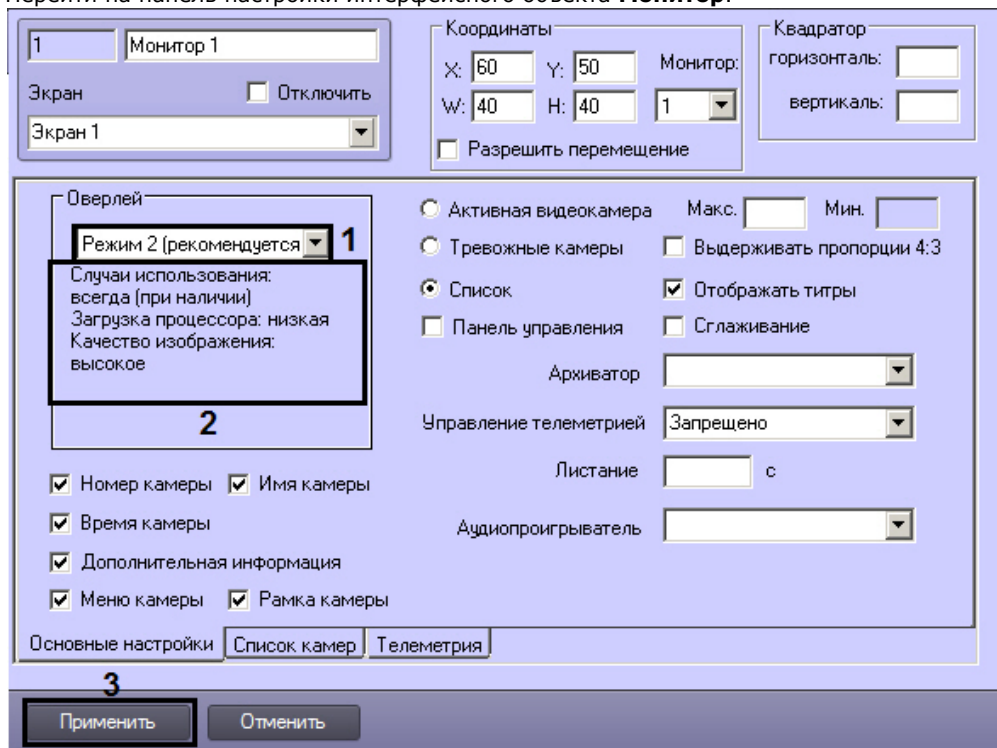 Перейти на панель настройки интерфейсного объекта Монитор.
1 Монитор 1
Экран Отключить
Экран 1
Координаты
X: 60 Y: 50 Монитор:
W: 40 H: 40 1
Разрешить перемещение
Квадратор
горизонталь:
вертикаль:
Оверлей
Режим 2 (рекомендуется 1
Случаи использования:
всегда (при наличии)
Загрузка процессора: низкая
Качество изображения:
высокое
2
Номер камеры Имя камеры
Время камеры
Дополнительная информация
Меню камеры Рамка камеры
Активная видеокамера Макс. Мин.
Тревожные камеры Выдерживать пропорции 4:3
Список Отображать титры
Панель управления Сглаживание
Архиватор
Управление телеметрией Запрещено
Листание с
Аудиопроигрыватель
Основные настройки Список камер Телеметрия
3
Применить Отменить